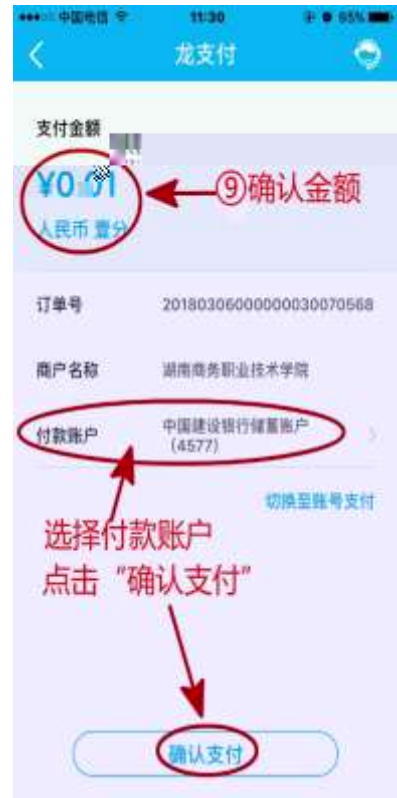 中国电信 11:30 65%
龙支付
支付金额
¥0.01
⑨确认金额
人民币 壹分
订单号 20180306000000030070568
商户名称 湖南商务职业技术学院
付款账户 中国建设银行储蓄账户
(4577)
切换至账号支付
选择付款账户
点击“确认支付”
确认支付